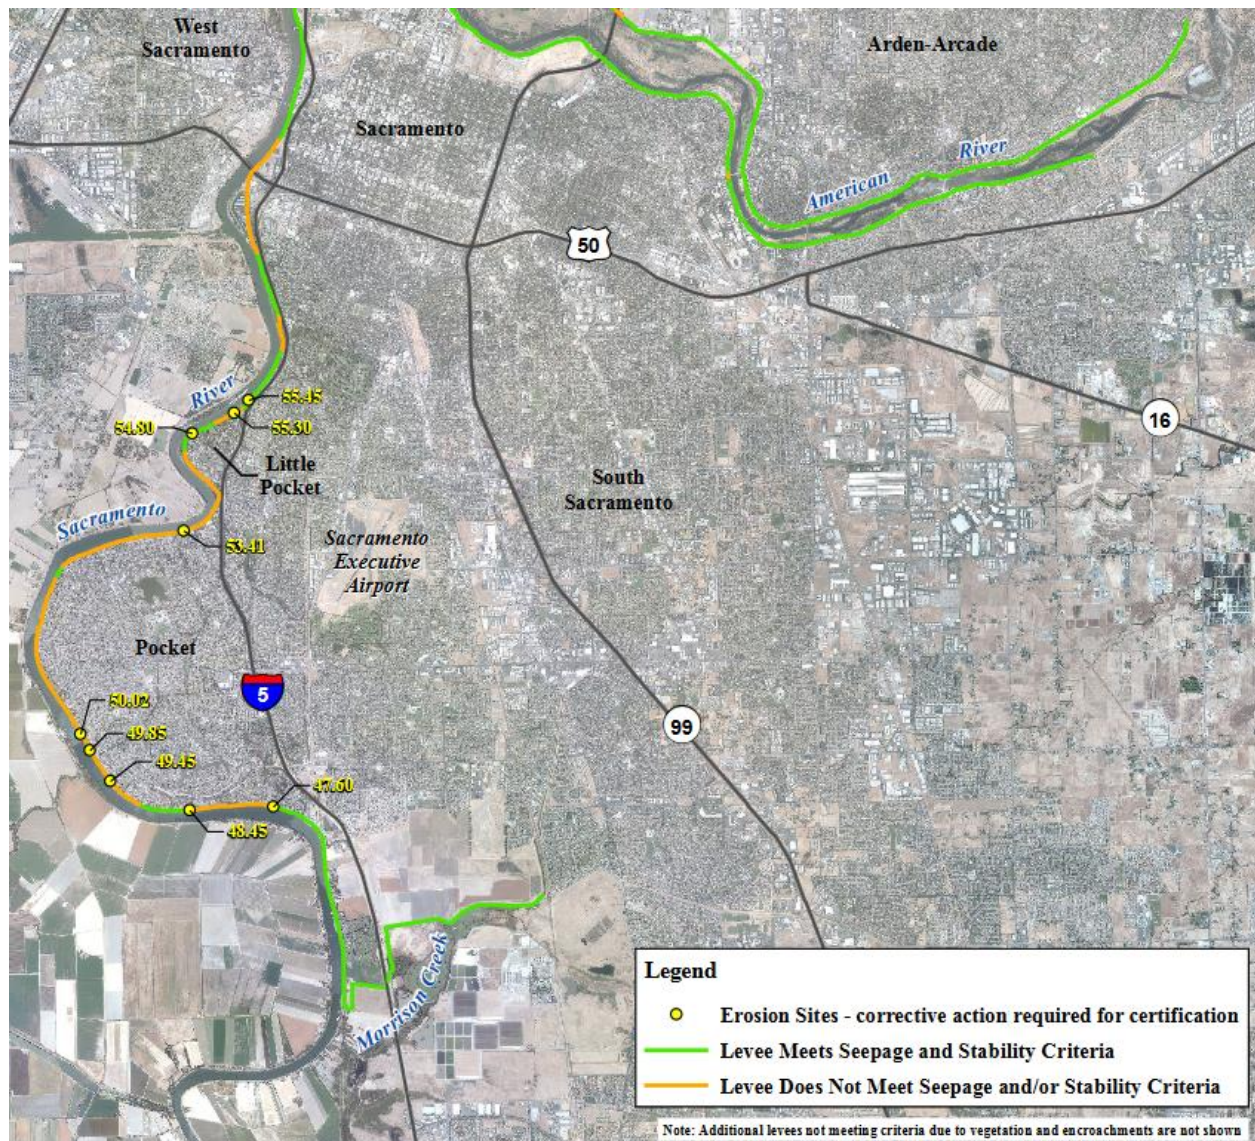 West
Sacramento
Arden-Arcade
Sacramento
River
American
50
River
55.45
54.80
55.30
16
Little
Pocket
South
Sacramento
Sacramento
53.41
Sacramento
Executive
Airport
Pocket
5
50.02
99
49.85
49.45
47.60
48.45
Morrison Creek
Legend
Erosion Sites - corrective action required for certification
Levee Meets Seepage and Stability Criteria
Levee Does Not Meet Seepage and/or Stability Criteria
Note: Additional levees not meeting criteria due to vegetation and encroachments are not shown